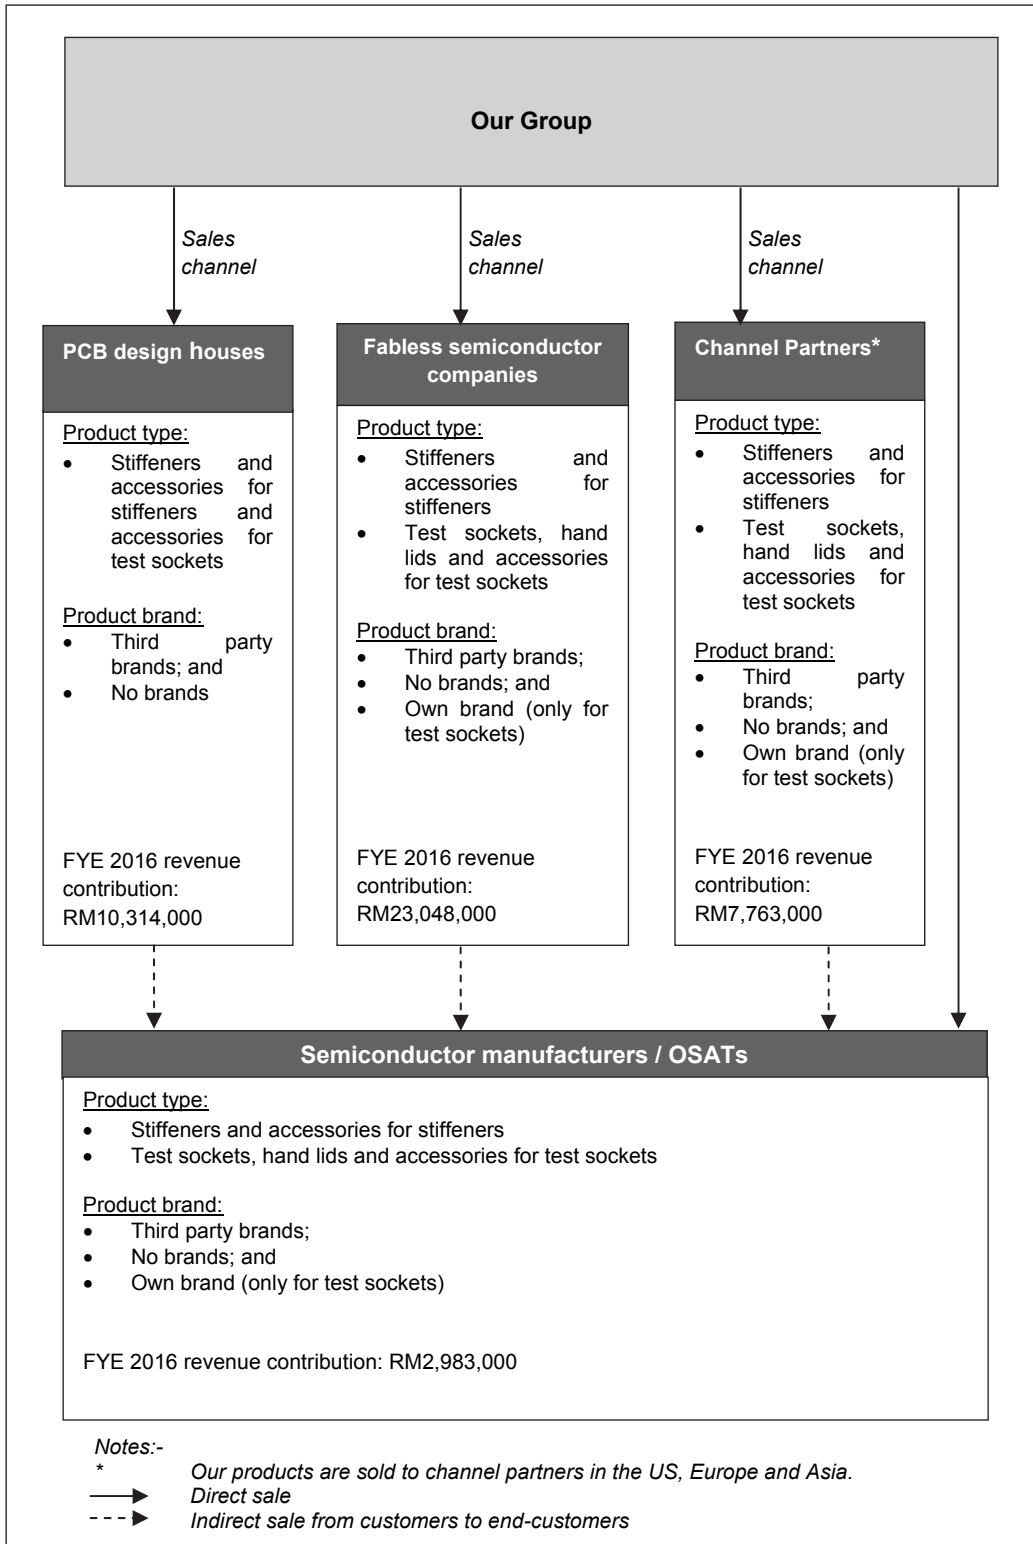 Our Group
Sales
channel
Sales
channel
Sales
channel
PCB design houses
Product type:
• Stiffeners and
accessories for
stiffeners and
accessories for
test sockets
Product brand:
• Third party
brands; and
• No brands
FYE 2016 revenue
contribution:
RM10,314,000
Fabless semiconductor
companies
Product type:
• Stiffeners and
accessories for
stiffeners
• Test sockets, hand
lids and accessories
for test sockets
Product brand:
• Third party brands;
• No brands; and
• Own brand (only for
test sockets)
FYE 2016 revenue
contribution:
RM23,048,000
Channel Partners*
Product type:
• Stiffeners and
accessories for
stiffeners
• Test sockets,
hand lids and
accessories for
test sockets
Product brand:
• Third party
brands;
• No brands; and
• Own brand (only
for test sockets)
FYE 2016 revenue
contribution:
RM7,763,000
Semiconductor manufacturers / OSATs
Product type:
• Stiffeners and accessories for stiffeners
• Test sockets, hand lids and accessories for test sockets
Product brand:
• Third party brands;
• No brands; and
• Own brand (only for test sockets)
FYE 2016 revenue contribution: RM2,983,000
Notes:-
* Our products are sold to channel partners in the US, Europe and Asia.
Direct sale
Indirect sale from customers to end-customers